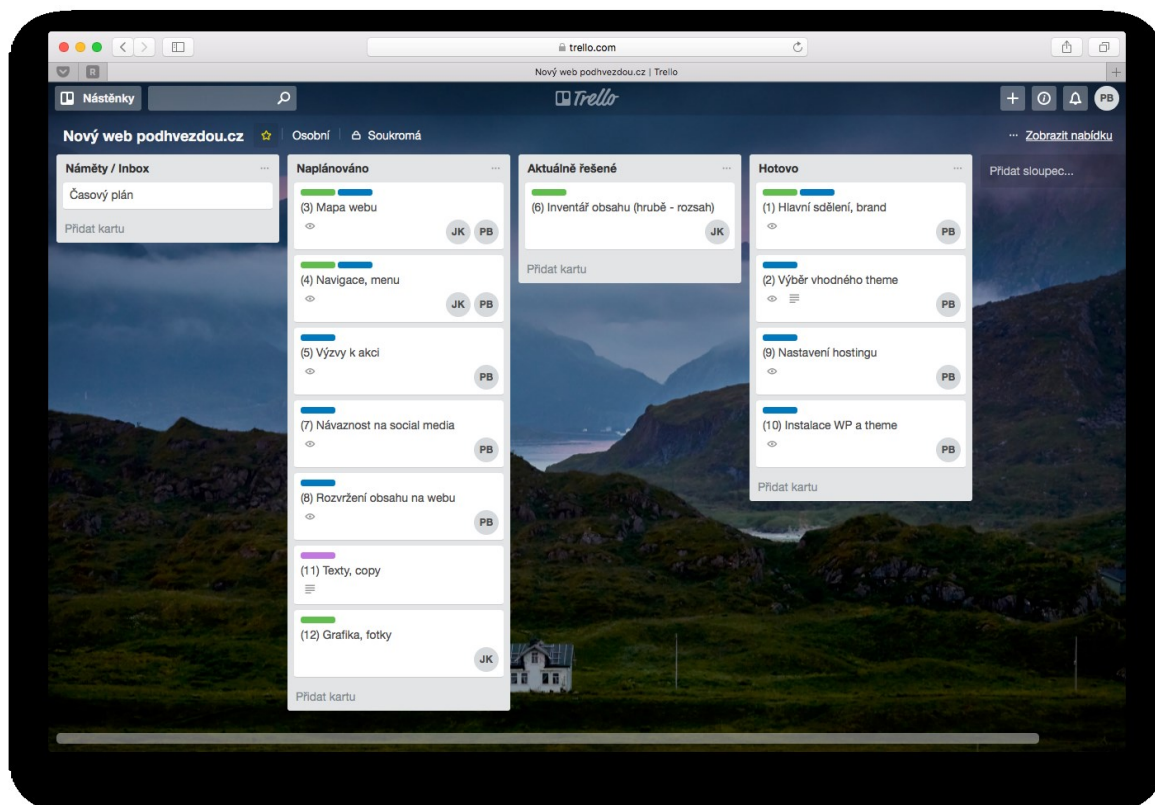 trello.com
R
Nový web podhvezdou.cz | Trello
Nástěnky
Trello
PB
Nový web podhvezdou.cz
Osobní
Soukromá
... Zobrazit nabídku
Náměty / Inbox
Časový plán
Přidat kartu
Naplánováno
(3) Mapa webu
JK PB
(4) Navigace, menu
JK PB
(5) Výzvy k akci
PB
(7) Návaznost na social media
PB
(8) Rozvržení obsahu na webu
PB
(11) Texty, copy
(12) Grafika, fotky
JK
Přidat kartu
Aktuálně řešené
(6) Inventář obsahu (hrubě - rozsah)
JK
Přidat kartu
Hotovo
(1) Hlavní sdělení, brand
PB
(2) Výběr vhodného theme
PB
(9) Nastavení hostingu
PB
(10) Instalace WP a theme
PB
Přidat kartu
Přidat sloupec...